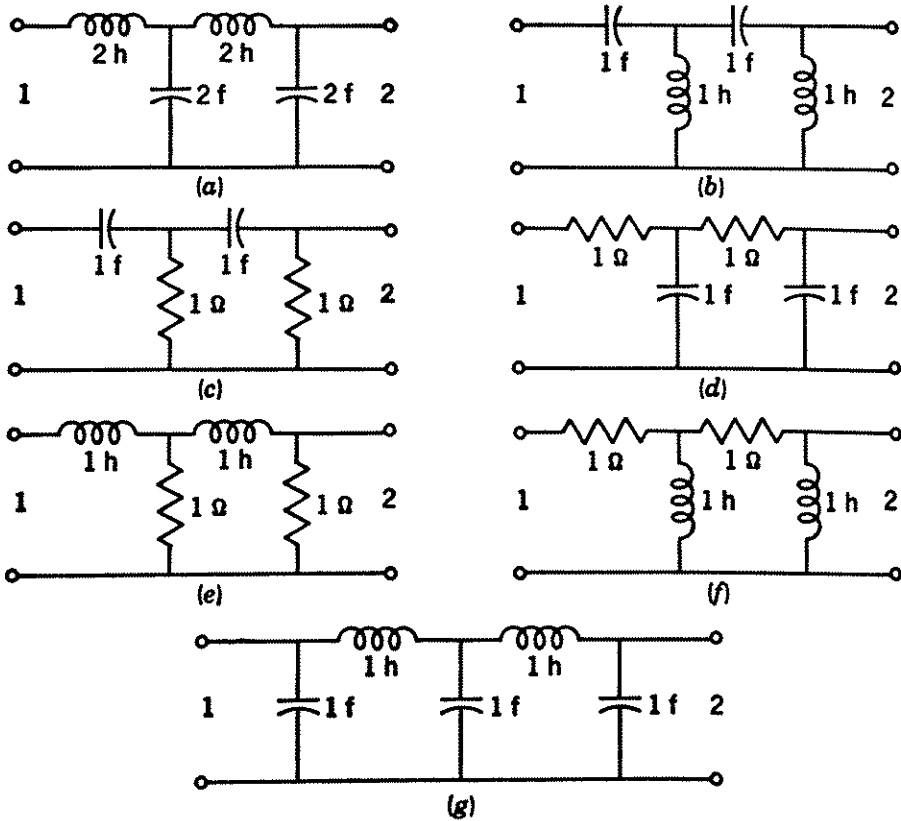 2 h 2 h
1 2 f 2 f 2
(a)
1 f 1 f
1 1 h 1 h 2
(b)
1 f 1 f
1 1 Ω 1 Ω 2
(c)
1 Ω 1 Ω
1 1 f 1 f 2
(d)
1 h 1 h
1 1 Ω 1 Ω 2
(e)
1 Ω 1 Ω
1 1 h 1 h 2
(f)
1 h 1 h
1 1 f 1 f 1 f 2
(g)